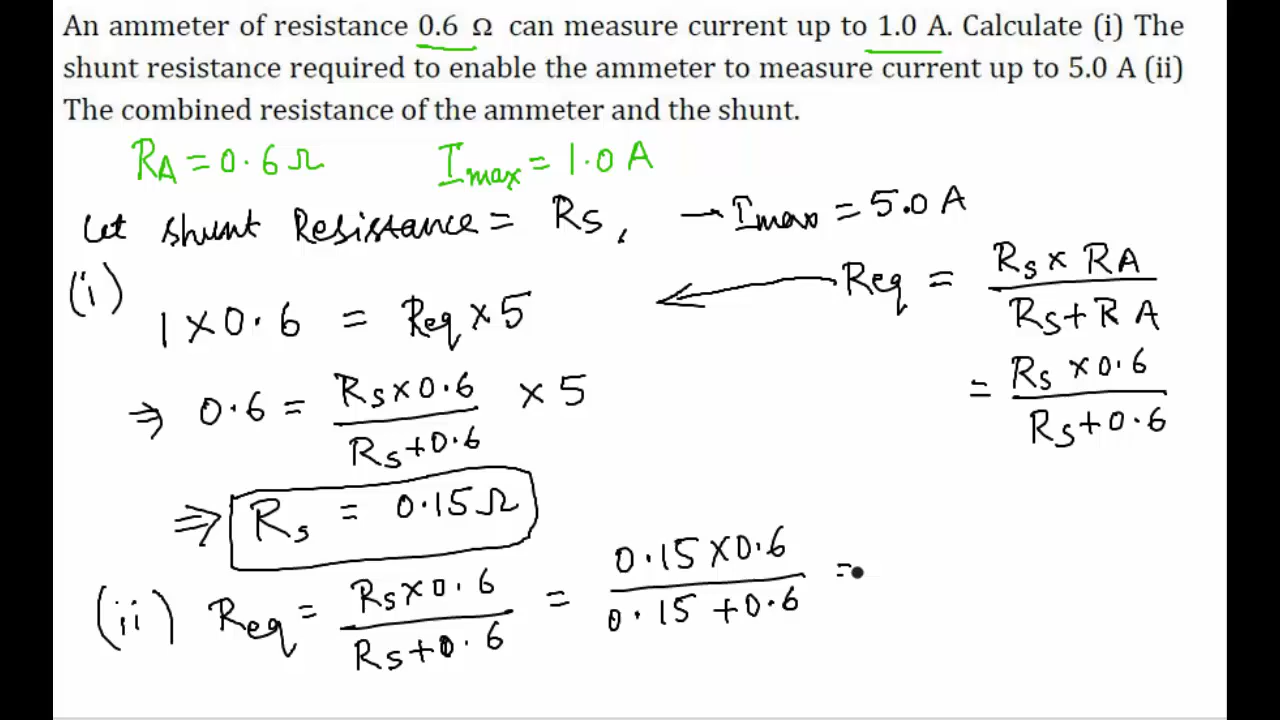 An ammeter of resistance 0.6 Ω can measure current up to 1.0 A. Calculate (i) The
shunt resistance required to enable the ammeter to measure current up to 5.0 A (ii)
The combined resistance of the ammeter and the shunt.
RA = 0.6 Ω Imax = 1.0 A
Let shunt Resistance = Rs, → Imax = 5.0 A
(i)
Req = Rs × RA / Rs + RA
1 × 0.6 = Req × 5
= Rs × 0.6 / Rs + 0.6
⇒ 0.6 = Rs × 0.6 / Rs + 0.6 × 5
⇒ Rs = 0.15 Ω
(ii) Req = Rs × 0.6 / Rs + 0.6 = 0.15 × 0.6 / 0.15 + 0.6 =